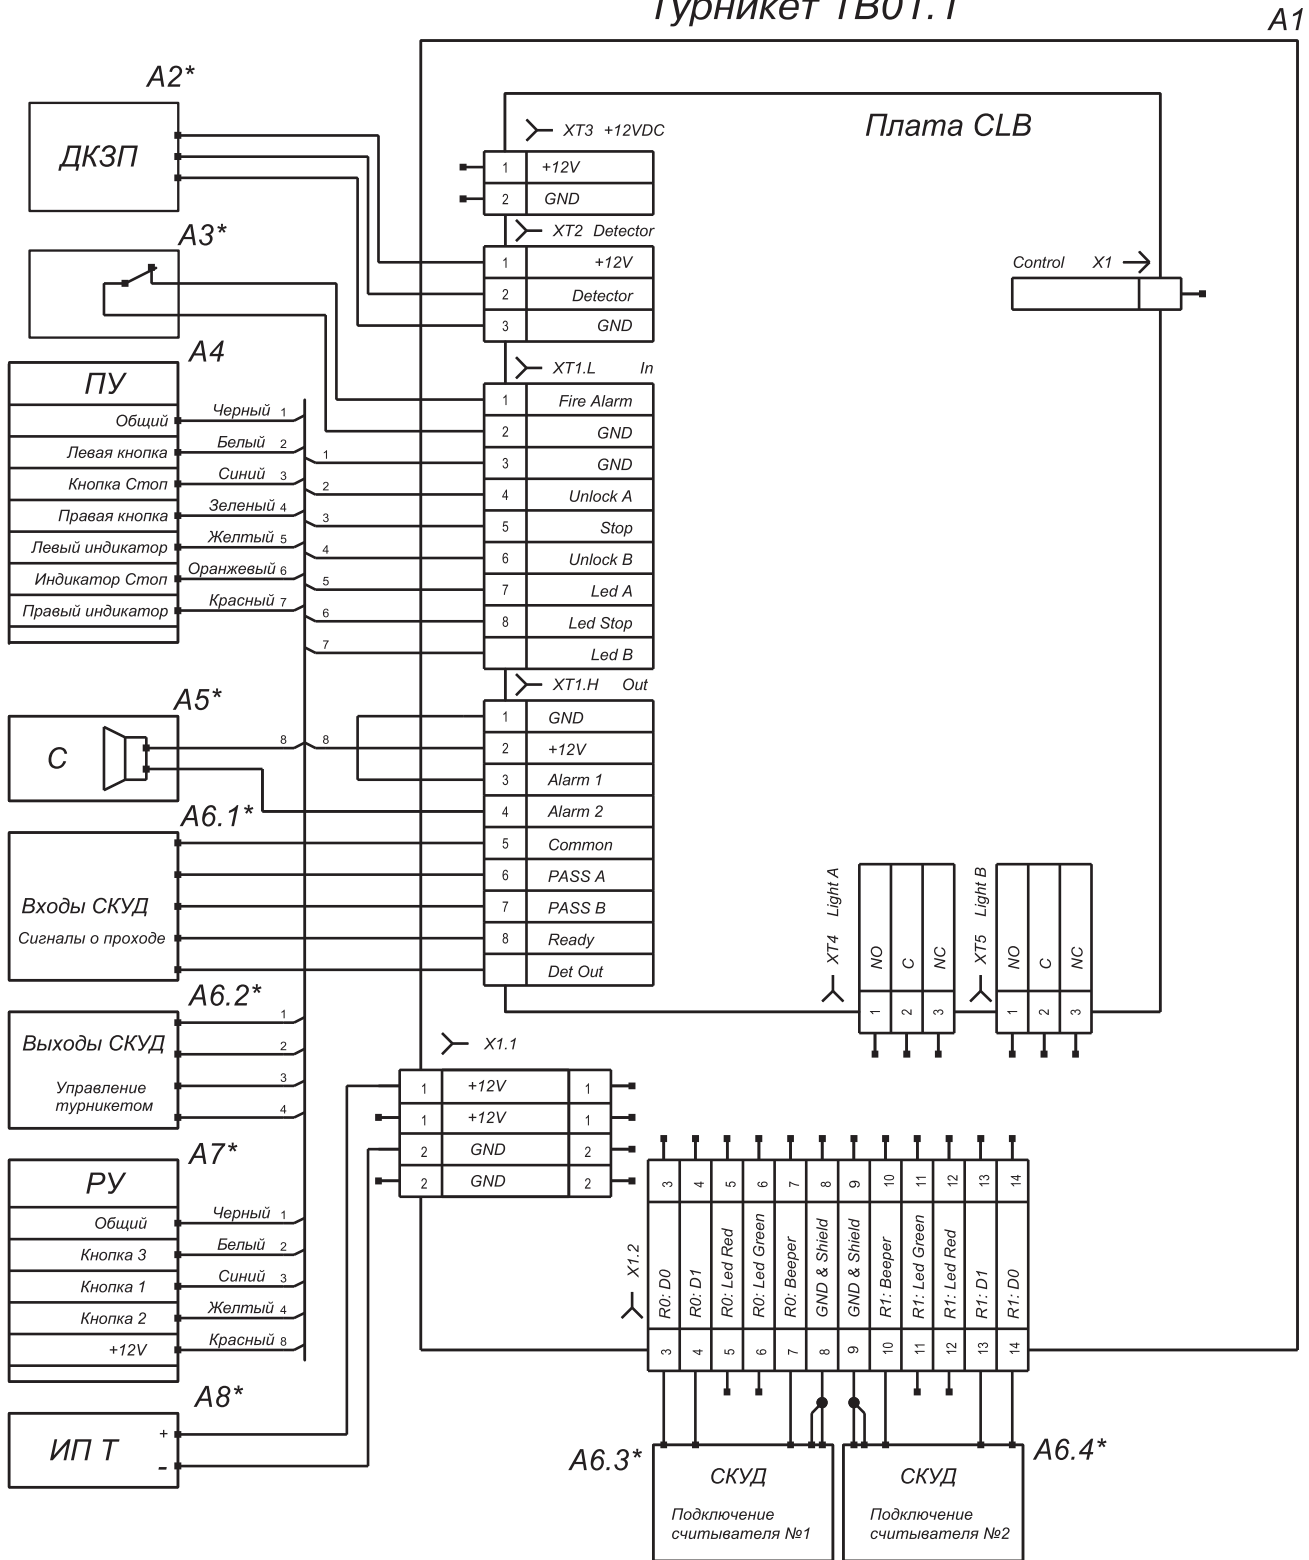 Турникет ТВ01.1
A1
A2*
ДКЗП
A3*
A4
ПУ
Общий Черный 1
Левая кнопка Белый 2
Кнопка Стоп Синий 3
Правая кнопка Зеленый 4
Левый индикатор Желтый 5
Индикатор Стоп Оранжевый 6
Правый индикатор Красный 7
1
2
3
4
5
6
7
A5*
C
8 8
A6.1*
Входы СКУД
Сигналы о проходе
A6.2*
Выходы СКУД
Управление
турникетом
1
2
3
4
A7*
РУ
Общий Черный 1
Кнопка 3 Белый 2
Кнопка 1 Синий 3
Кнопка 2 Желтый 4
+12V Красный 8
A8*
ИП Т
+
-
Плата CLB
XT3 +12VDC
1 +12V
2 GND
XT2 Detector
1 +12V
2 Detector
3 GND
XT1.L In
1 Fire Alarm
2 GND
3 GND
4 Unlock A
5 Stop
6 Unlock B
7 Led A
8 Led Stop
Led B
XT1.H Out
1 GND
2 +12V
3 Alarm 1
4 Alarm 2
5 Common
6 PASS A
7 PASS B
8 Ready
Det Out
Control X1
XT4 Light A
1 NO
2 C
3 NC
XT5 Light B
1 NO
2 C
3 NC
X1.1
1 +12V 1
1 +12V 1
2 GND 2
2 GND 2
X1.2
3 R0: D0 3
4 R0: D1 4
5 R0: Led Red 5
6 R0: Led Green 6
7 R0: Beeper 7
8 GND & Shield 8
9 GND & Shield 9
10 R1: Beeper 10
11 R1: Led Green 11
12 R1: Led Red 12
13 R1: D1 13
14 R1: D0 14
A6.3*
СКУД
Подключение
считывателя №1
A6.4*
СКУД
Подключение
считывателя №2